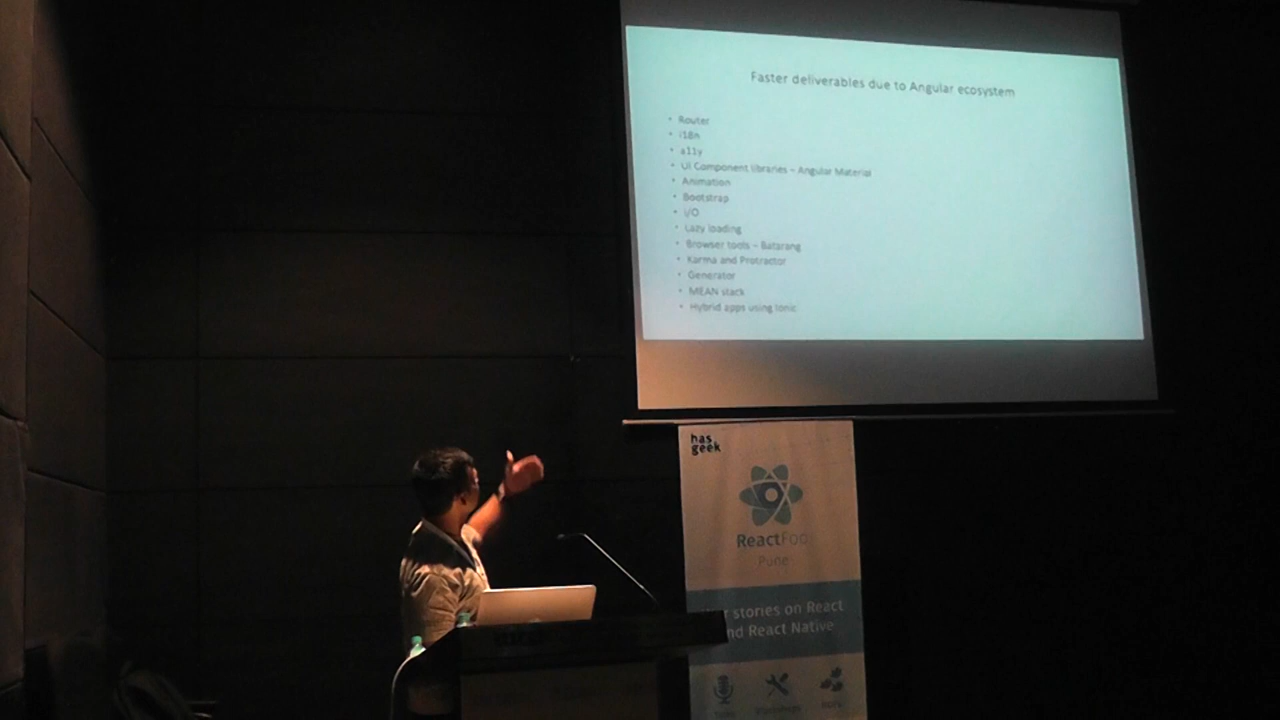 Faster deliverables due to Angular ecosystem
• Router
• i18n
• a11y
• UI Component libraries – Angular Material
• Animation
• Bootstrap
• I/O
• Lazy loading
• Browser tools – Batarang
• Karma and Protractor
• Generator
• MEAN stack
• Hybrid apps using Ionic
has
geek
ReactFoo
Pune
stories on React
and React Native